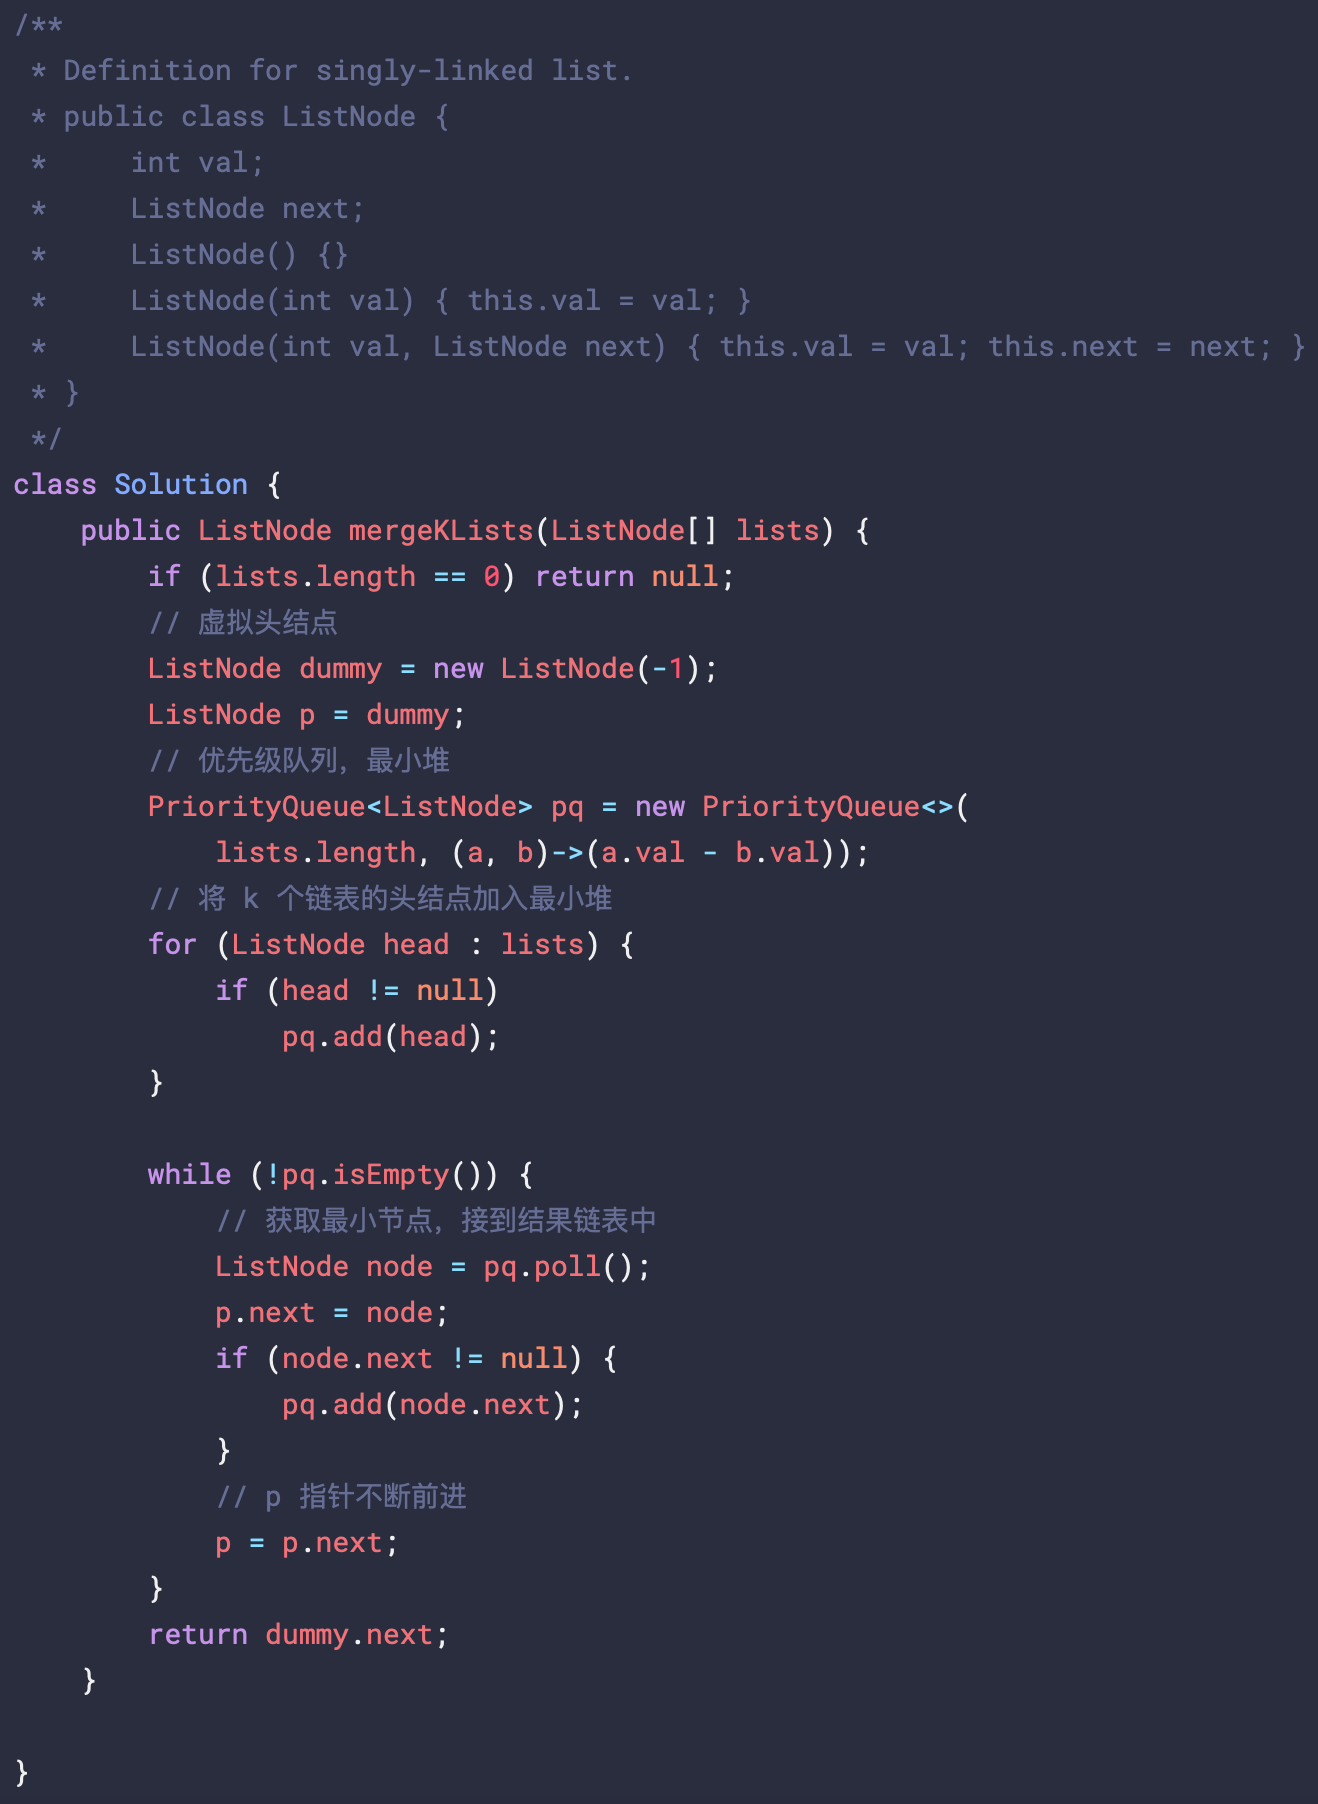 /**
 * Definition for singly-linked list.
 * public class ListNode {
 *     int val;
 *     ListNode next;
 *     ListNode() {}
 *     ListNode(int val) { this.val = val; }
 *     ListNode(int val, ListNode next) { this.val = val; this.next = next; }
 * }
 */
class Solution {
    public ListNode mergeKLists(ListNode[] lists) {
        if (lists.length == 0) return null;
        // 虚拟头结点
        ListNode dummy = new ListNode(-1);
        ListNode p = dummy;
        // 优先级队列，最小堆
        PriorityQueue<ListNode> pq = new PriorityQueue<>(
            lists.length, (a, b)->(a.val - b.val));
        // 将 k 个链表的头结点加入最小堆
        for (ListNode head : lists) {
            if (head != null)
                pq.add(head);
        }

        while (!pq.isEmpty()) {
            // 获取最小节点，接到结果链表中
            ListNode node = pq.poll();
            p.next = node;
            if (node.next != null) {
                pq.add(node.next);
            }
            // p 指针不断前进
            p = p.next;
        }
        return dummy.next;
    }

}